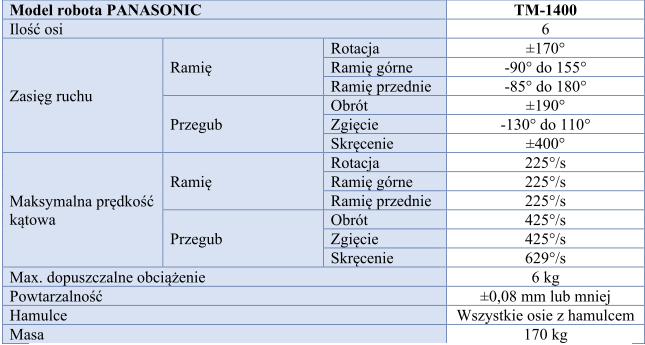 Model robota PANASONIC TM-1400
Ilość osi 6
Zasięg ruchu Ramię Rotacja ±170°
Ramię górne -90° do 155°
Ramię przednie -85° do 180°
Przegub Obrót ±190°
Zgięcie -130° do 110°
Skręcenie ±400°
Maksymalna prędkość
kątowa
Ramię Rotacja 225°/s
Ramię górne 225°/s
Ramię przednie 225°/s
Przegub Obrót 425°/s
Zgięcie 425°/s
Skręcenie 629°/s
Max. dopuszczalne obciążenie 6 kg
Powtarzalność ±0,08 mm lub mniej
Hamulce Wszystkie osie z hamulcem
Masa 170 kg